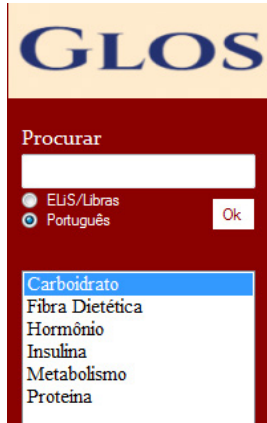 GLOS
Procurar
ELiS/Libras
Português
Ok
Carboidrato
Fibra Dietética
Hormônio
Insulina
Metabolismo
Proteina